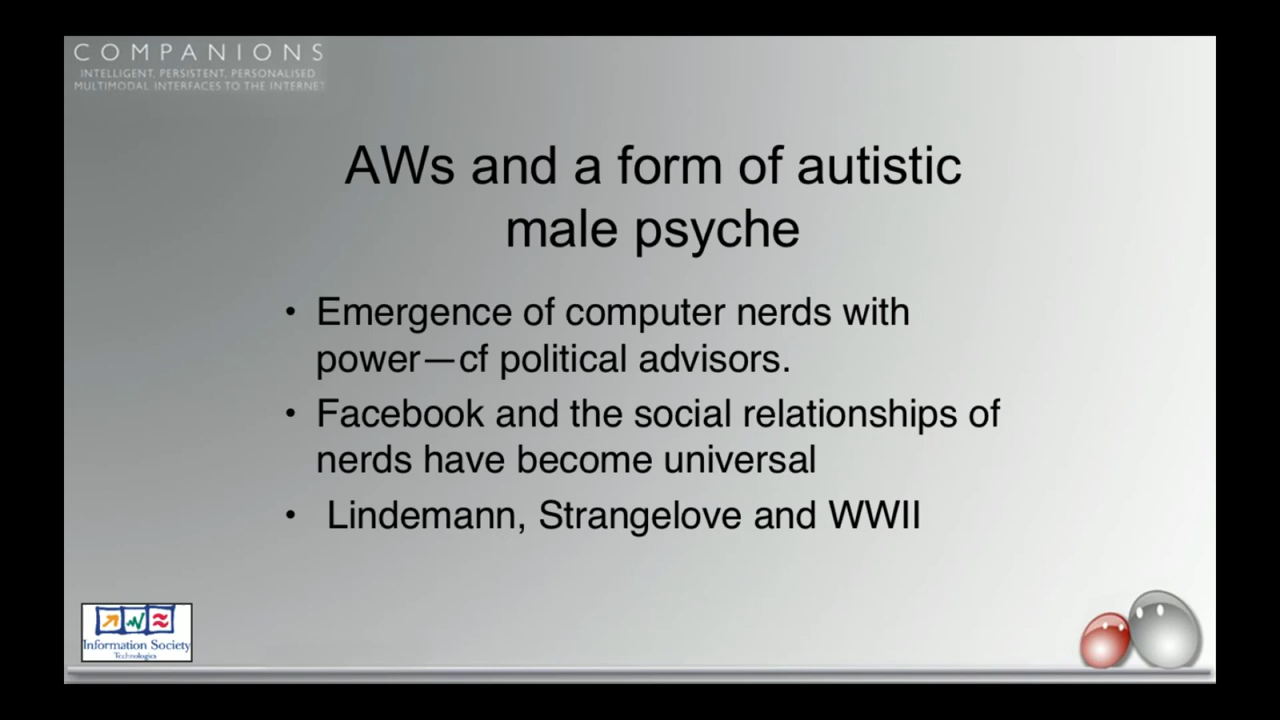 COMPANIONS
INTELLIGENT, PERSISTENT, PERSONALISED
MULTIMODAL INTERFACES TO THE INTERNET
AWs and a form of autistic
male psyche
• Emergence of computer nerds with
power—cf political advisors.
• Facebook and the social relationships of
nerds have become universal
• Lindemann, Strangelove and WWII
Information Society
Technologies